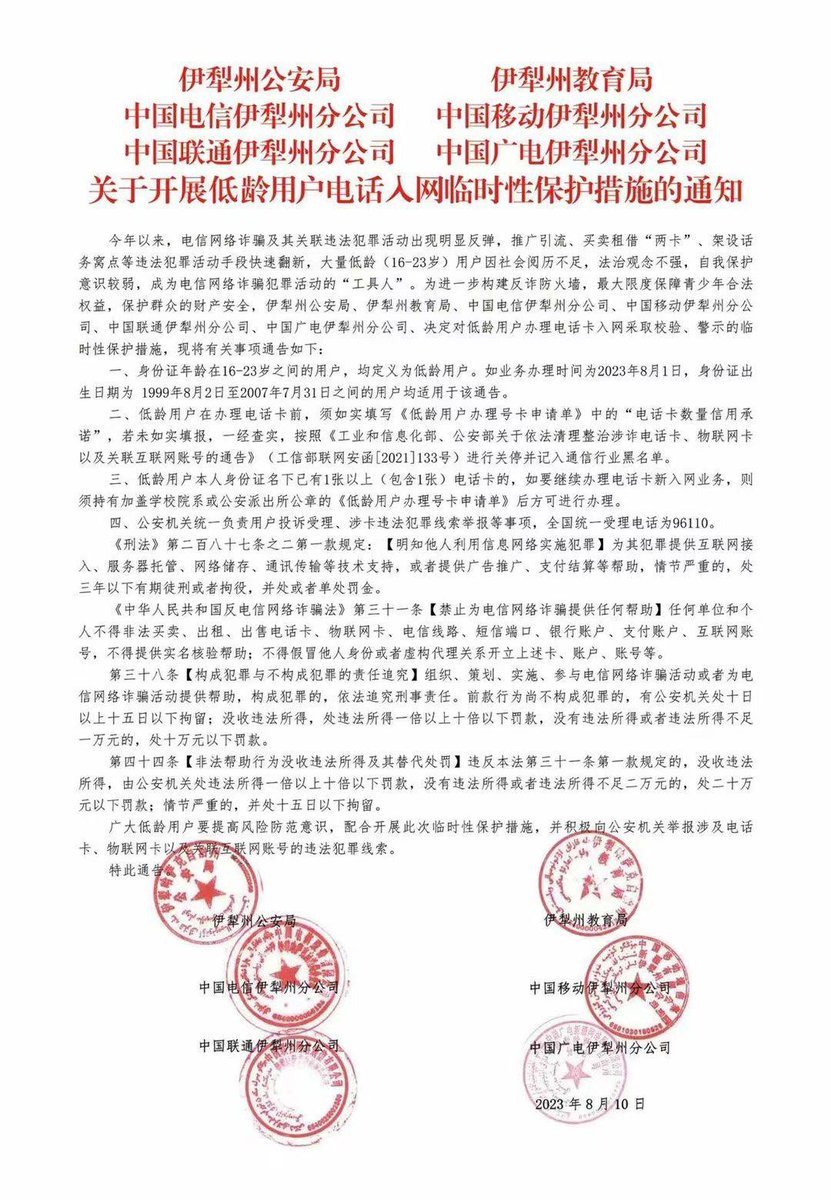 伊犁州公安局 伊犁州教育局
中国电信伊犁州分公司 中国移动伊犁州分公司
中国联通伊犁州分公司 中国广电伊犁州分公司
关于开展低龄用户电话入网临时性保护措施的通知
今年以来，电信网络诈骗及其关联违法犯罪活动出现明显反弹，推广引流、买卖租借“两卡”、架设话
务窝点等违法犯罪活动手段快速翻新，大量低龄（16-23岁）用户因社会阅历不足，法治观念不强，自我保护
意识较弱，成为电信网络诈骗犯罪活动的“工具人”。为进一步构建反诈防火墙，最大限度保障青少年合法
权益，保护群众的财产安全，伊犁州公安局、伊犁州教育局、中国电信伊犁州分公司、中国移动伊犁州分公
司、中国联通伊犁州分公司、中国广电伊犁州分公司、决定对低龄用户办理电话卡入网采取校验、警示的临
时性保护措施，现将有关事项通告如下：
一、身份证年龄在16-23岁之间的用户，均定义为低龄用户。如业务办理时间为2023年8月1日，身份证出
生日期为 1999年8月2日至2007年7月31日之间的用户均适用于该通告。
二、低龄用户在办理电话卡前，须如实填写《低龄用户办理号卡申请单》中的“电话卡数量信用承
诺”，若未如实填报，一经查实，按照《工业和信息化部、公安部关于依法清理整治涉诈电话卡、物联网卡
以及关联互联网账号的通告》（工信部联网安函[2021]133号）进行关停并记入通信行业黑名单。
三、低龄用户本人身份证名下已有1张以上（包含1张）电话卡的，如要继续办理电话卡新入网业务，则
须持有加盖学校院系或公安派出所公章的《低龄用户办理号卡申请单》后方可进行办理。
四、公安机关统一负责用户投诉受理、涉卡违法犯罪线索举报等事项，全国统一受理电话为96110。
《刑法》第二百八十七条之二第一款规定：【明知他人利用信息网络实施犯罪】为其犯罪提供互联网接
入、服务器托管、网络储存、通讯传输等技术支持，或者提供广告推广、支付结算等帮助，情节严重的，处
三年以下有期徒刑或者拘役，并处或者单处罚金。
《中华人民共和国反电信网络诈骗法》第三十一条【禁止为电信网络诈骗提供任何帮助】任何单位和个
人不得非法买卖、出租、出售电话卡、物联网卡、电信线路、短信端口、银行账户、支付账户、互联网账
号，不得提供实名核验帮助；不得假冒他人身份或者虚构代理关系开立上述卡、账户、账号等。
第三十八条【构成犯罪与不构成犯罪的责任追究】组织、策划、实施、参与电信网络诈骗活动或者为电
信网络诈骗活动提供帮助，构成犯罪的，依法追究刑事责任。前款行为尚不构成犯罪的，有公安机关处十日
以上十五日以下拘留；没收违法所得，处违法所得一倍以上十倍以下罚款，没有违法所得或者违法所得不足
一万元的，处十万元以下罚款。
第四十四条【非法帮助行为没收违法所得及其替代处罚】违反本法第三十一条第一款规定的，没收违法
所得，由公安机关处违法所得一倍以上十倍以下罚款，没有违法所得或者违法所得不足二万元的，处二十万
元以下罚款；情节严重的，并处十五日以下拘留。
广大低龄用户要提高风险防范意识，配合开展此次临时性保护措施，并积极向公安机关举报涉及电话
卡、物联网卡以及关联互联网账号的违法犯罪线索。
特此通告。
伊犁州公安局 伊犁州教育局
中国电信伊犁州分公司 中国移动伊犁州分公司
中国联通伊犁州分公司 中国广电伊犁州分公司
2023 年 8 月 10 日